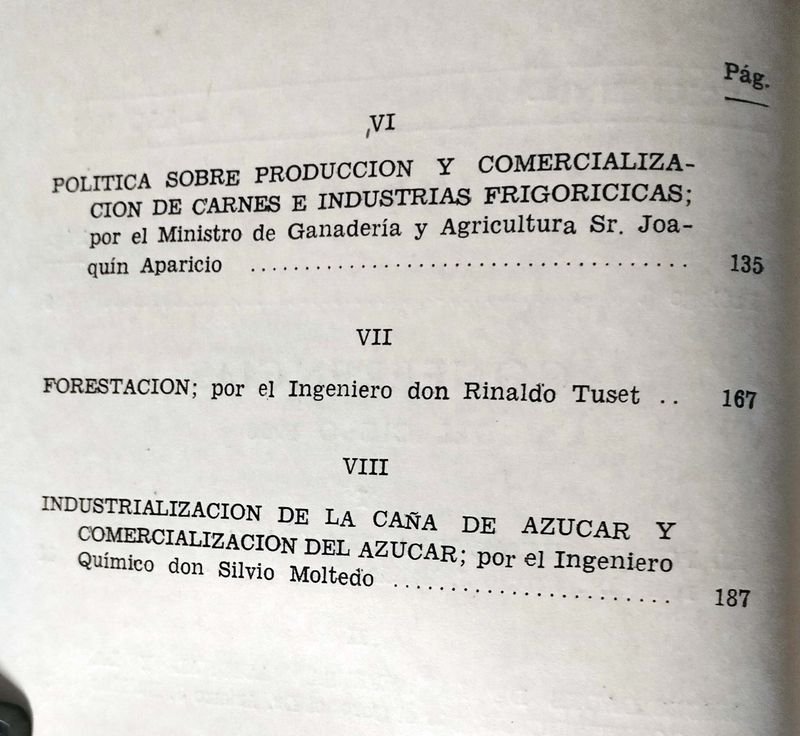 Pág.
VI
POLITICA SOBRE PRODUCCION Y COMERCIALIZA-
CION DE CARNES E INDUSTRIAS FRIGORICICAS;
por el Ministro de Ganadería y Agricultura Sr. Joa-
quín Aparicio ........................................ 135
VII
FORESTACION; por el Ingeniero don Rinaldo Tuset .. 167
VIII
INDUSTRIALIZACION DE LA CAÑA DE AZUCAR Y
COMERCIALIZACION DEL AZUCAR; por el Ingeniero
Químico don Silvio Moltedo ......................... 187